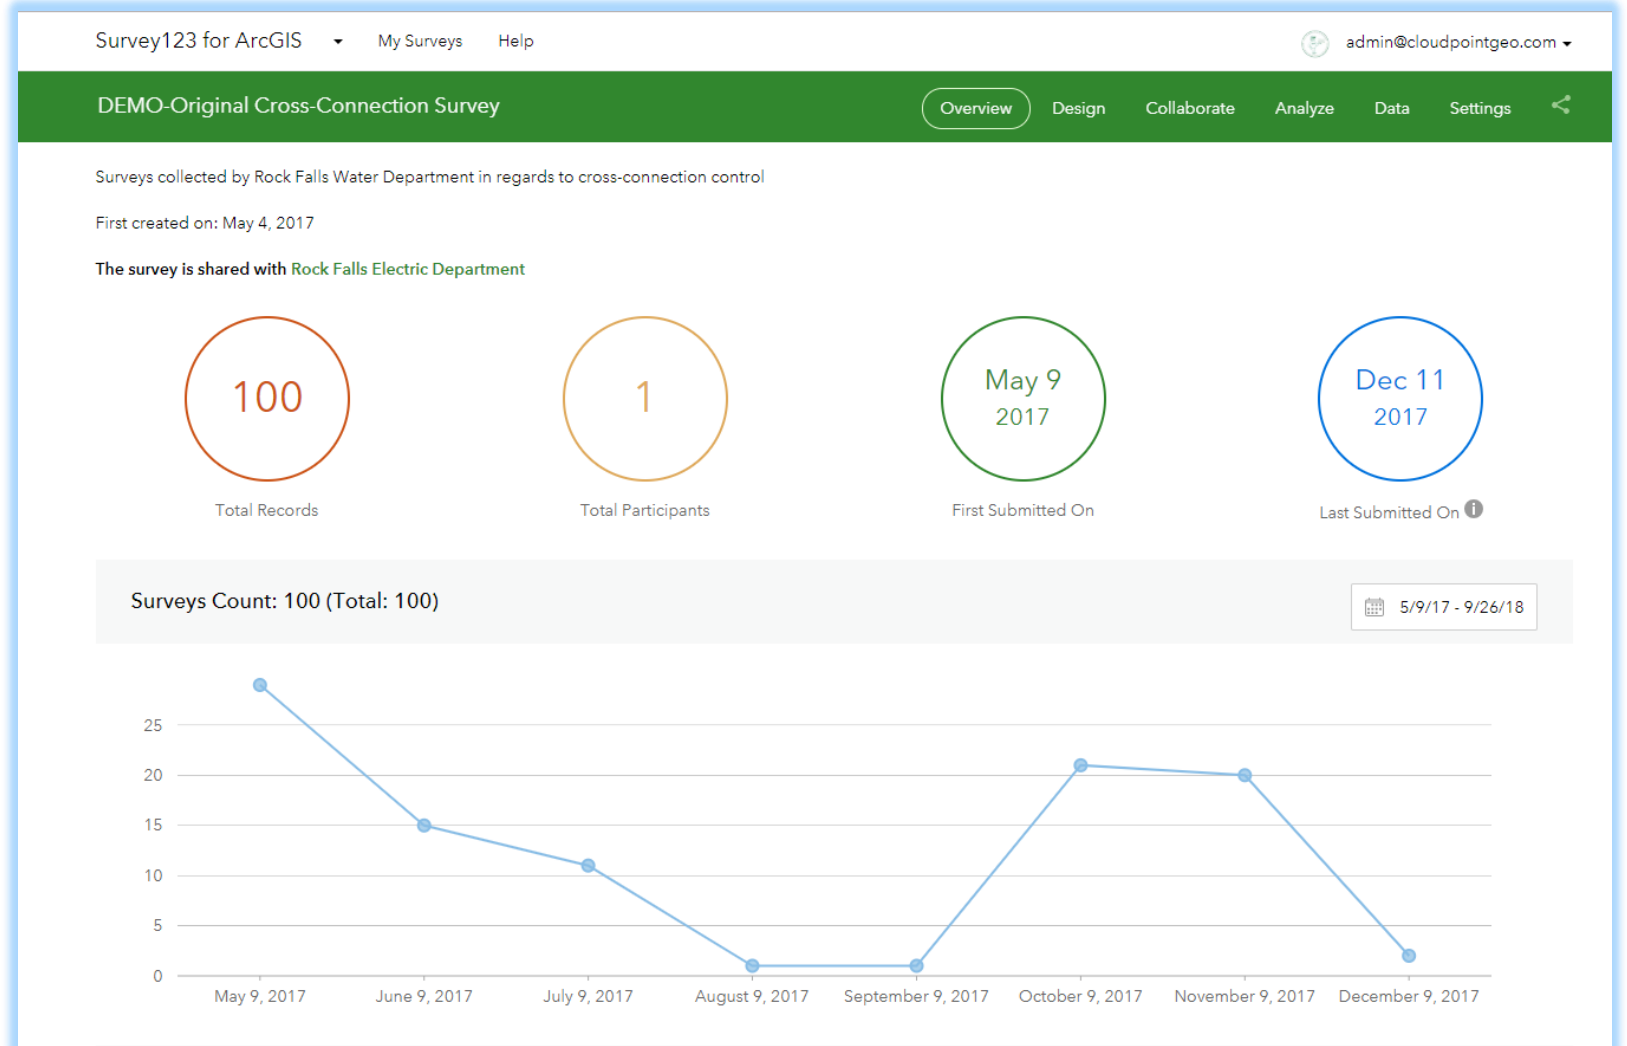 Survey123 for ArcGIS My Surveys Help admin@cloudpointgeo.com
DEMO-Original Cross-Connection Survey Overview Design Collaborate Analyze Data Settings
Surveys collected by Rock Falls Water Department in regards to cross-connection control
First created on: May 4, 2017
The survey is shared with Rock Falls Electric Department
100
Total Records
1
Total Participants
May 9
2017
First Submitted On
Dec 11
2017
Last Submitted On i
Surveys Count: 100 (Total: 100) 5/9/17 - 9/26/18
25
20
15
10
5
0
May 9, 2017 June 9, 2017 July 9, 2017 August 9, 2017 September 9, 2017 October 9, 2017 November 9, 2017 December 9, 2017